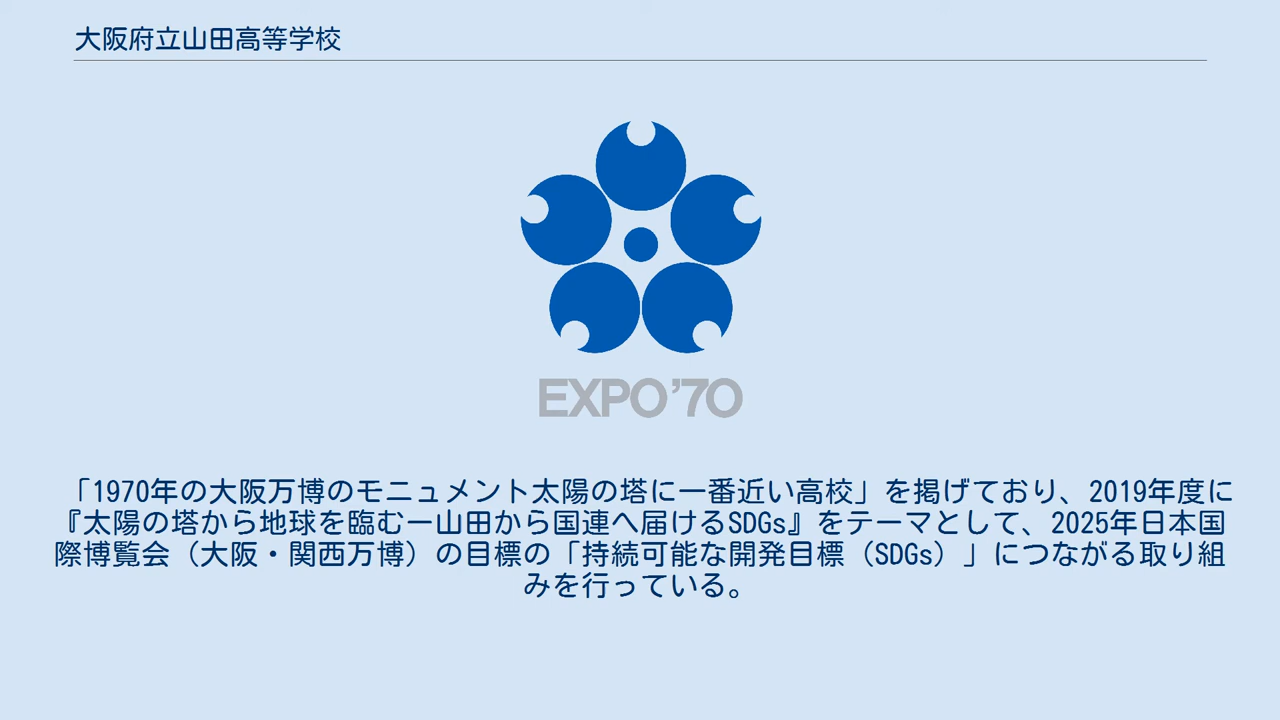 大阪府立山田高等学校
EXPO'70
「1970年の大阪万博のモニュメント太陽の塔に一番近い高校」を掲げており、2019年度に
『太陽の塔から地球を臨むー山田から国連へ届けるSDGs』をテーマとして、2025年日本国
際博覧会（大阪・関西万博）の目標の「持続可能な開発目標（SDGs）」につながる取り組
みを行っている。